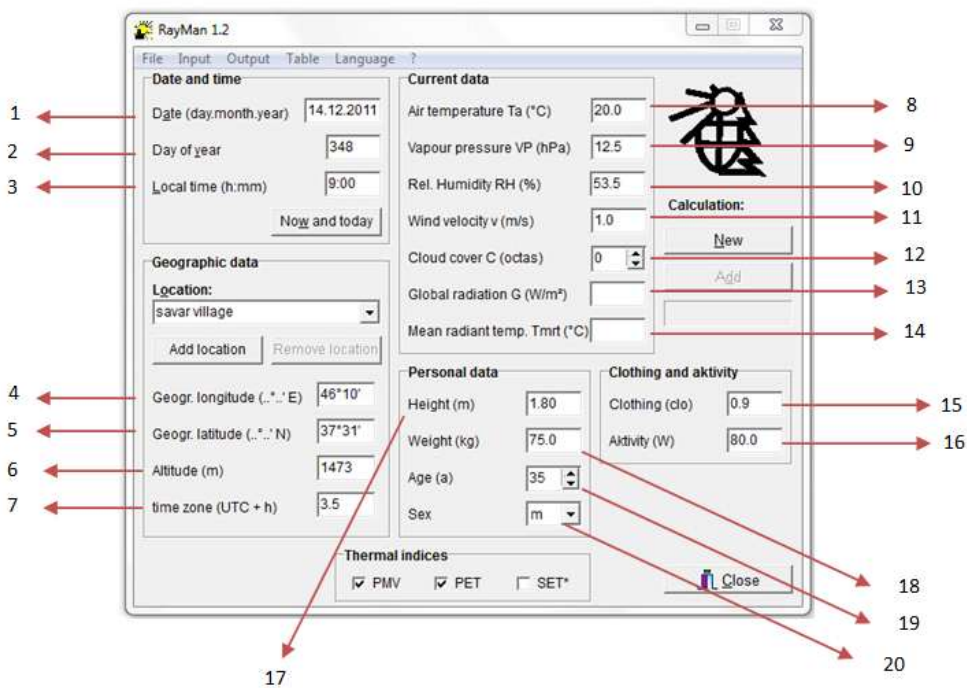 RayMan 1.2
File Input Output Table Language ?
Date and time
1 Date (day.month.year) 14.12.2011
2 Day of year 348
3 Local time (h:mm) 9:00
Now and today
Geographic data
Location:
savar village
Add location Remove location
4 Geogr. longitude (..°..' E) 46°10'
5 Geogr. latitude (..°..' N) 37°31'
6 Altitude (m) 1473
7 time zone (UTC + h) 3.5
Current data
Air temperature Ta (°C) 20.0 8
Vapour pressure VP (hPa) 12.5 9
Rel. Humidity RH (%) 53.5 10
Wind velocity v (m/s) 1.0 11
Cloud cover C (octas) 0 12
Global radiation G (W/m²) 13
Mean radiant temp. Tmrt (°C) 14
Calculation:
New
Add
Personal data
Height (m) 1.80
Weight (kg) 75.0
Age (a) 35
Sex m
Clothing and aktivity
Clothing (clo) 0.9 15
Aktivity (W) 80.0 16
Thermal indices
PMV PET SET*
Close
17
18
19
20